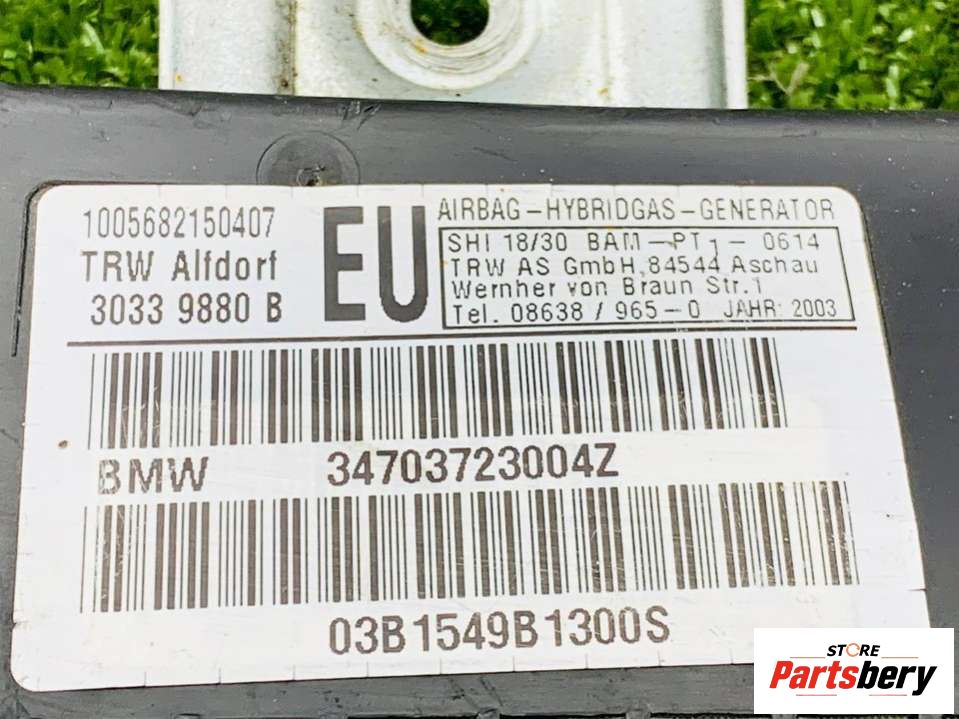 1005682150407
TRW Alfdorf
3033 9880 B
EU
AIRBAG-HYBRIDGAS-GENERATOR
SHI 18/30 BAM-PT1-0614
TRW AS GmbH,84544 Aschau
Wernher von Braun Str.1
Tel. 08638/965-0 JAHR: 2003
BMW 34703723004Z
03B1549B1300S
STORE
Partsbery